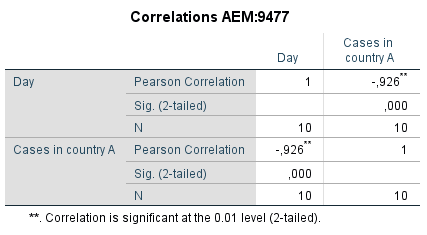 Correlations AEM:9477
Day Cases in country A
Day Pearson Correlation 1 -,926**
Sig. (2-tailed) ,000
N 10 10
Cases in country A Pearson Correlation -,926** 1
Sig. (2-tailed) ,000
N 10 10
**. Correlation is significant at the 0.01 level (2-tailed).